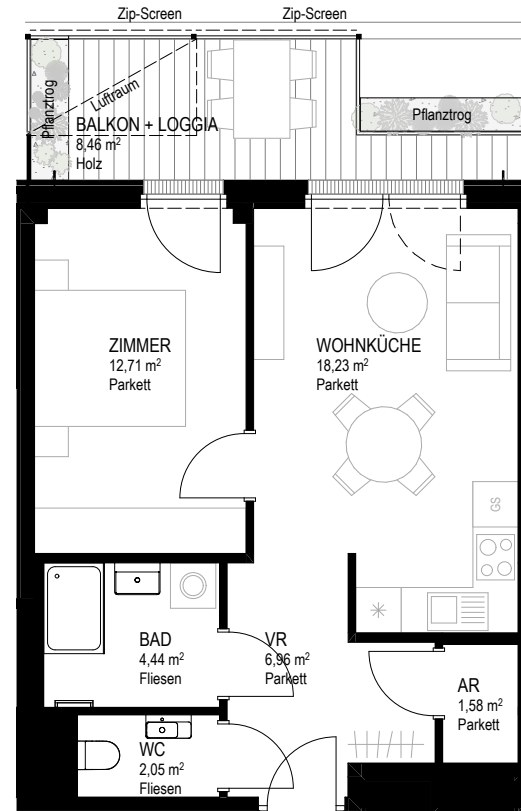 Zip-Screen
Zip-Screen
Pflanztrog
Luftraum
Pflanztrog
BALKON + LOGGIA
8,46 m²
Holz
ZIMMER
12,71 m²
Parkett
WOHNKÜCHE
18,23 m²
Parkett
GS
BAD
4,44 m²
Fliesen
VR
6,96 m²
Parkett
AR
1,58 m²
Parkett
WC
2,05 m²
Fliesen